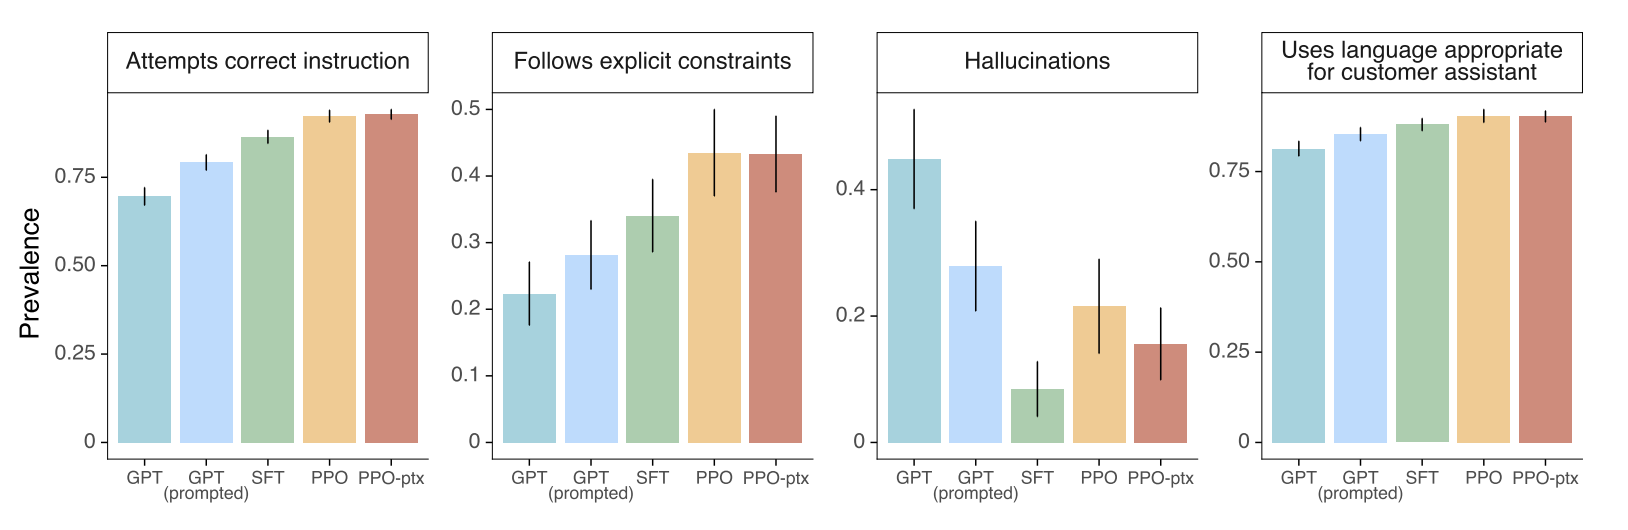 Attempts correct instruction
Follows explicit constraints
Hallucinations
Uses language appropriate
for customer assistant
Prevalence
0.75
0.50
0.25
0
GPT
GPT
(prompted)
SFT
PPO
PPO-ptx
0.5
0.4
0.3
0.2
0.1
0
GPT
GPT
(prompted)
SFT
PPO
PPO-ptx
0.4
0.2
0
GPT
GPT
(prompted)
SFT
PPO
PPO-ptx
0.75
0.50
0.25
0
GPT
GPT
(prompted)
SFT
PPO
PPO-ptx